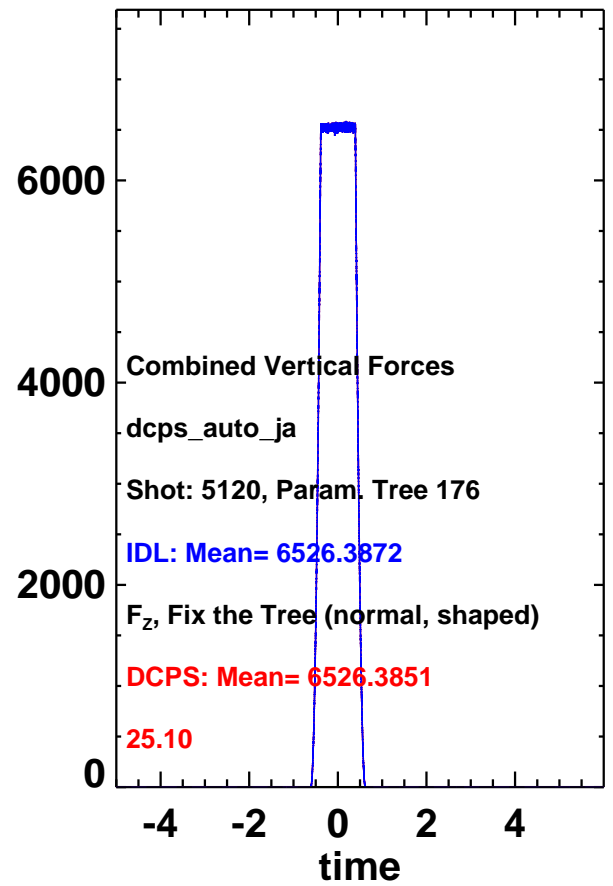 6000
4000
2000
0
Combined Vertical Forces
dcps_auto_ja
Shot: 5120, Param. Tree 176
IDL: Mean= 6526.3872
F_Z, Fix the Tree (normal, shaped)
DCPS: Mean= 6526.3851
25.10
-4 -2 0 2 4
time